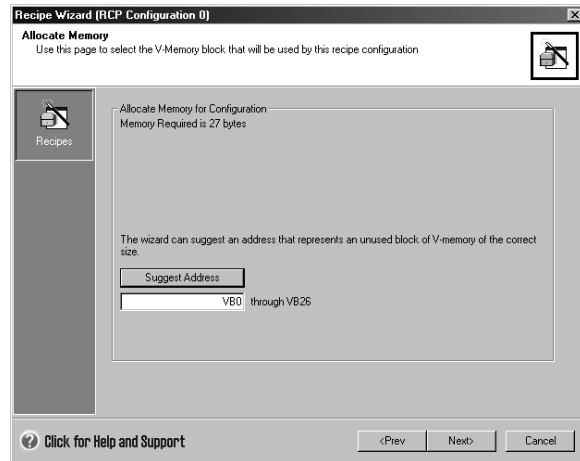 Recipe Wizard (RCP Configuration 0)
Allocate Memory
Use this page to select the V-Memory block that will be used by this recipe configuration
Recipes
Allocate Memory for Configuration
Memory Required is 27 bytes
The wizard can suggest an address that represents an unused block of V-memory of the correct
size.
Suggest Address
VB0 through VB26
Click for Help and Support
<Prev Next> Cancel